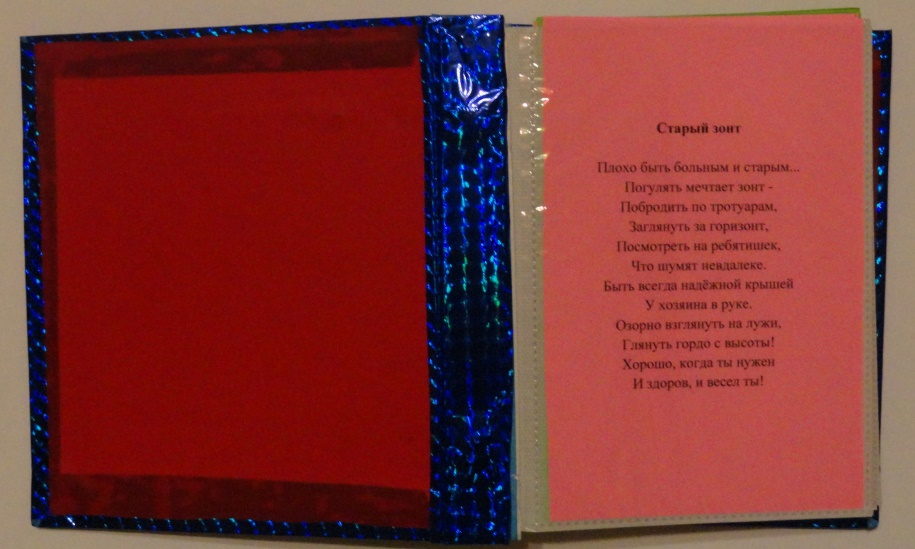 Старый зонт
Плохо быть больным и старым...
Погулять мечтает зонт -
Побродить по тротуарам,
Заглянуть за горизонт,
Посмотреть на ребятишек,
Что шумят невдалеке.
Быть всегда надёжной крышей
У хозяина в руке.
Озорно взглянуть на лужи,
Глянуть гордо с высоты!
Хорошо, когда ты нужен
И здоров, и весел ты!